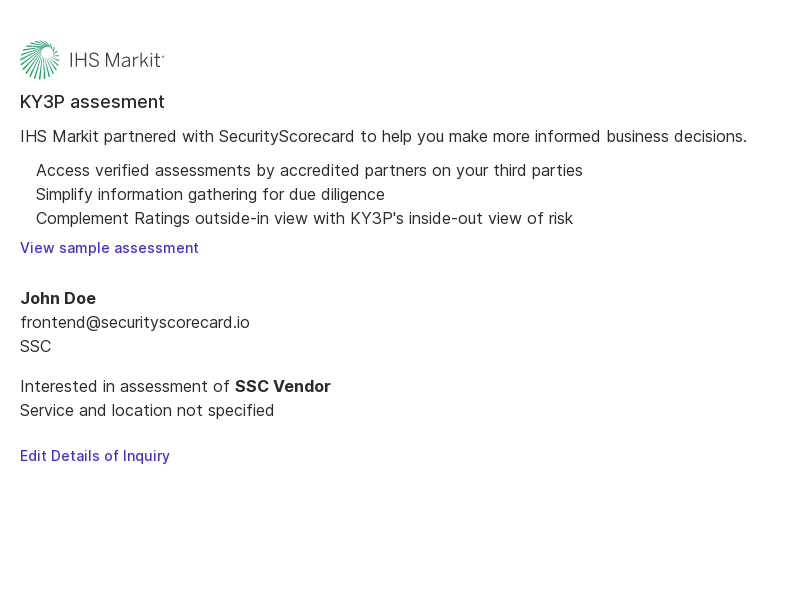 IHS Markit®
KY3P assesment
IHS Markit partnered with SecurityScorecard to help you make more informed business decisions.
Access verified assessments by accredited partners on your third parties
Simplify information gathering for due diligence
Complement Ratings outside-in view with KY3P's inside-out view of risk
View sample assessment
John Doe
frontend@securityscorecard.io
SSC
Interested in assessment of SSC Vendor
Service and location not specified
Edit Details of Inquiry